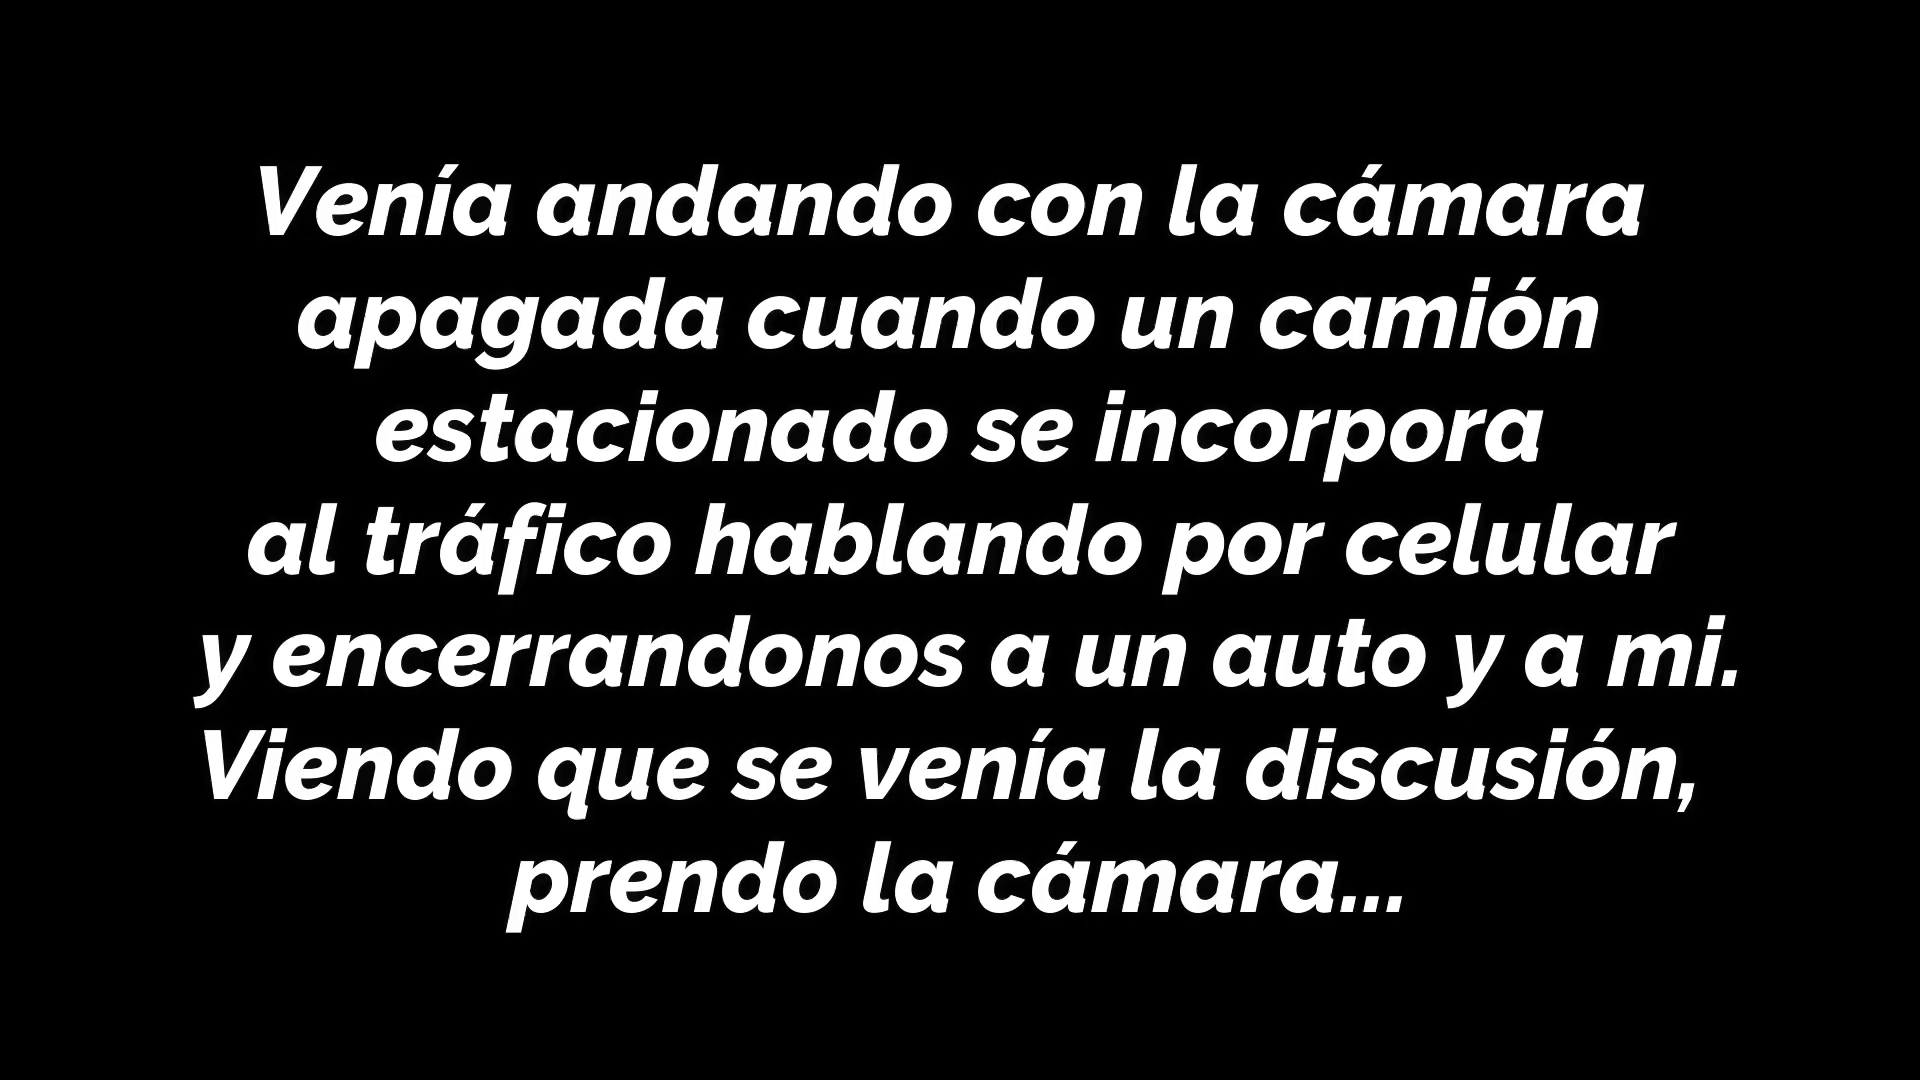 Venía andando con la cámara
apagada cuando un camión
estacionado se incorpora
al tráfico hablando por celular
y encerrandonos a un auto y a mi.
Viendo que se venía la discusión,
prendo la cámara...